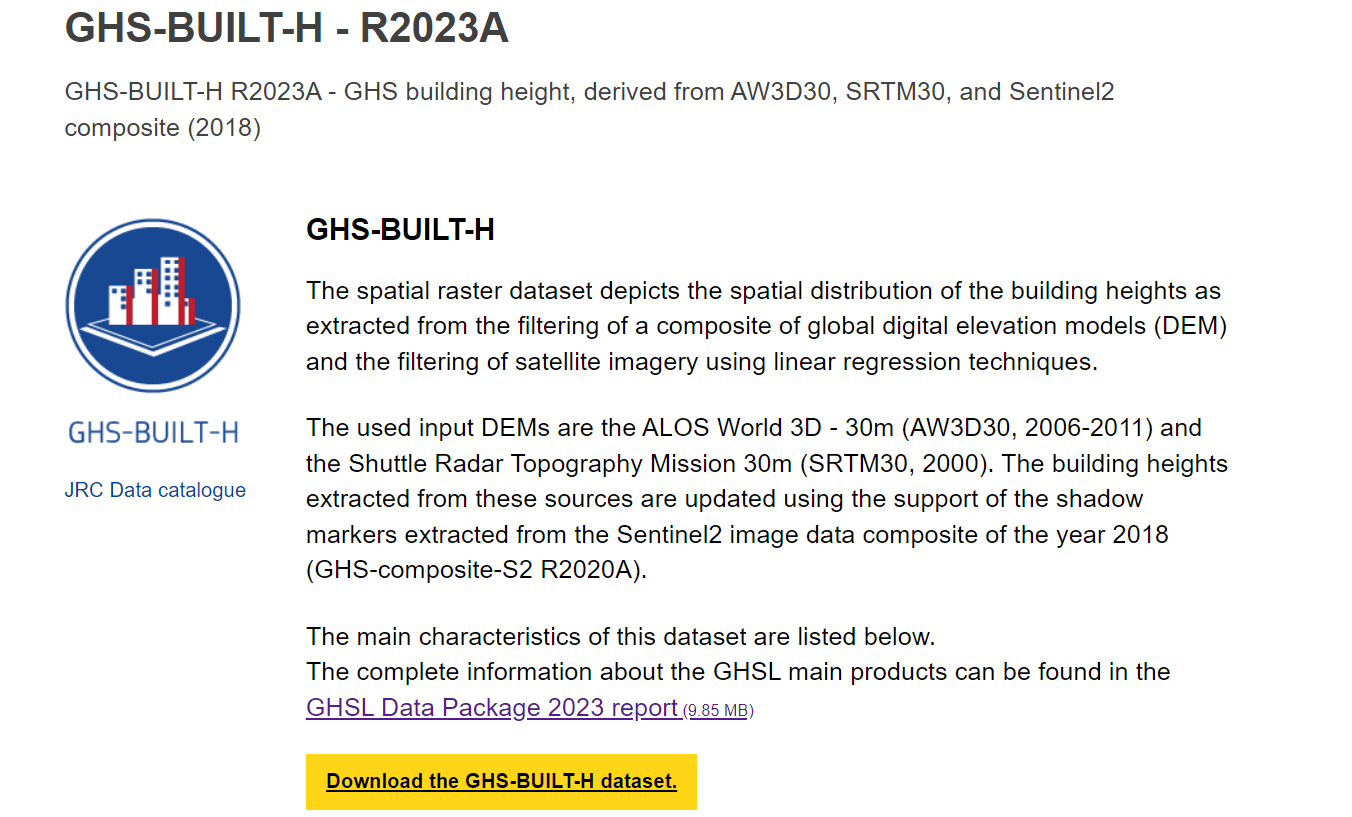 GHS-BUILT-H - R2023A
GHS-BUILT-H R2023A - GHS building height, derived from AW3D30, SRTM30, and Sentinel2
composite (2018)
GHS-BUILT-H
JRC Data catalogue
GHS-BUILT-H
The spatial raster dataset depicts the spatial distribution of the building heights as
extracted from the filtering of a composite of global digital elevation models (DEM)
and the filtering of satellite imagery using linear regression techniques.
The used input DEMs are the ALOS World 3D - 30m (AW3D30, 2006-2011) and
the Shuttle Radar Topography Mission 30m (SRTM30, 2000). The building heights
extracted from these sources are updated using the support of the shadow
markers extracted from the Sentinel2 image data composite of the year 2018
(GHS-composite-S2 R2020A).
The main characteristics of this dataset are listed below.
The complete information about the GHSL main products can be found in the
GHSL Data Package 2023 report (9.85 MB)
Download the GHS-BUILT-H dataset.